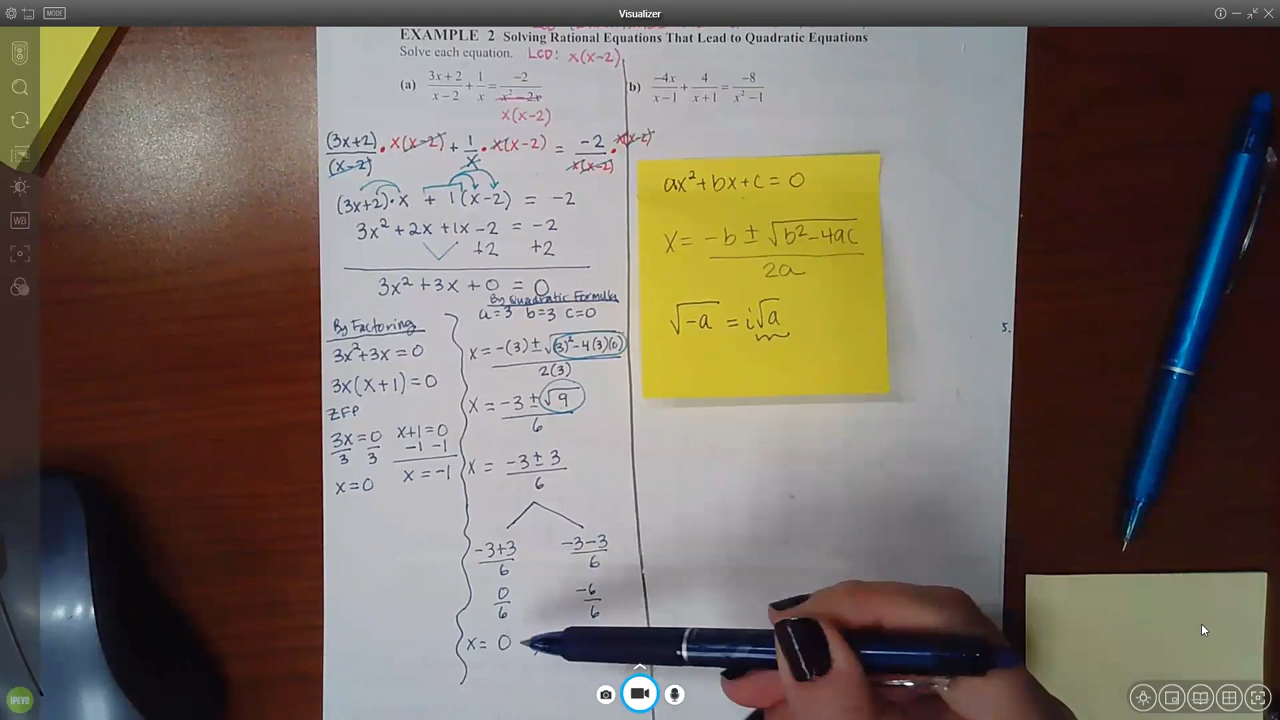 Visualizer
MODE
WB
IPEVO
EXAMPLE 2 Solving Rational Equations That Lead to Quadratic Equations
Solve each equation. LCD: x(x-2)
(a) (3x+2)/(x-2) + 1/x = -2/(x²-2x)
x(x-2)
(3x+2)/(x-2) • x(x-2) + 1/x • x(x-2) = -2/x(x-2) • x(x-2)
(3x+2)•x + 1(x-2) = -2
3x² + 2x + 1x - 2 = -2
+2 +2
3x² + 3x + 0 = 0
By Factoring
3x²+3x = 0
3x(x+1) = 0
ZFP
3x/3 = 0/3
x = 0
x+1 = 0
-1 -1
x = -1
By Quadratic Formula
a=3 b=3 c=0
x = (-(3) ± √((3)²-4(3)(0)))/2(3)
x = (-3 ± √9)/6
x = (-3 ± 3)/6
(-3+3)/6 (-3-3)/6
0/6 -6/6
x = 0
b) -4x/(x-1) + 4/(x+1) = -8/(x²-1)
ax²+bx+c = 0
x = (-b ± √(b²-4ac))/2a
√-a = i√a
5.